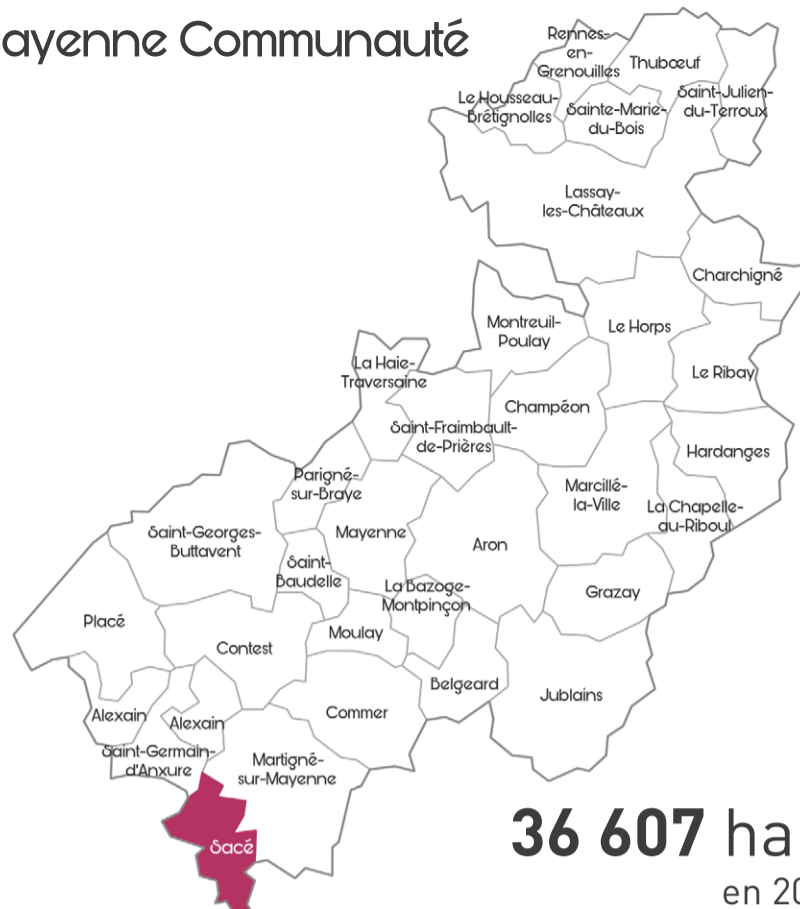 ayenne Communauté
Rennes-
en-
Grenouilles
Thubœuf
Le Housseau-
Brétignolles
Sainte-Marie-
du-Bois
Saint-Julien-
du-Terroux
Lassay-
les-Châteaux
Charchigné
Montreuil-
Poulay
Le Horps
Le Ribay
La Haie-
Traversaine
Champéon
Saint-Fraimbault-
de-Prières
Hardanges
Parigné-
sur-Braye
Marcillé-
la-Ville
La Chapelle-
au-Riboul
Saint-Georges-
Buttavent
Mayenne
Aron
Saint-
Baudelle
La Bazoge-
Montpinçon
Grazay
Placé
Contest
Moulay
Belgeard
Jublains
Alexain
Alexain
Commer
Saint-Germain-
d'Anxure
Martigné-
sur-Mayenne
Sacé
36 607 ha
en 20